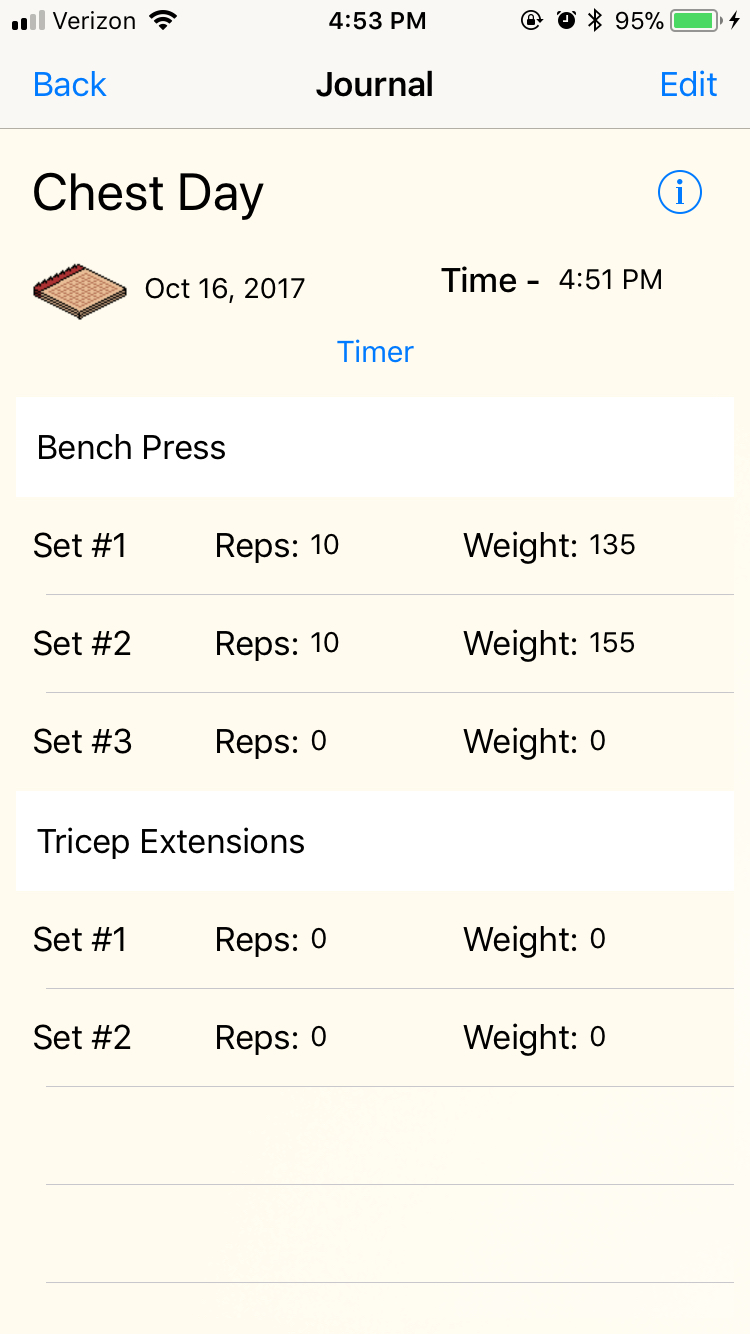 Verizon 4:53 PM 95%
Back Journal Edit
Chest Day
Oct 16, 2017 Time - 4:51 PM
Timer
Bench Press
Set #1 Reps: 10 Weight: 135
Set #2 Reps: 10 Weight: 155
Set #3 Reps: 0 Weight: 0
Tricep Extensions
Set #1 Reps: 0 Weight: 0
Set #2 Reps: 0 Weight: 0